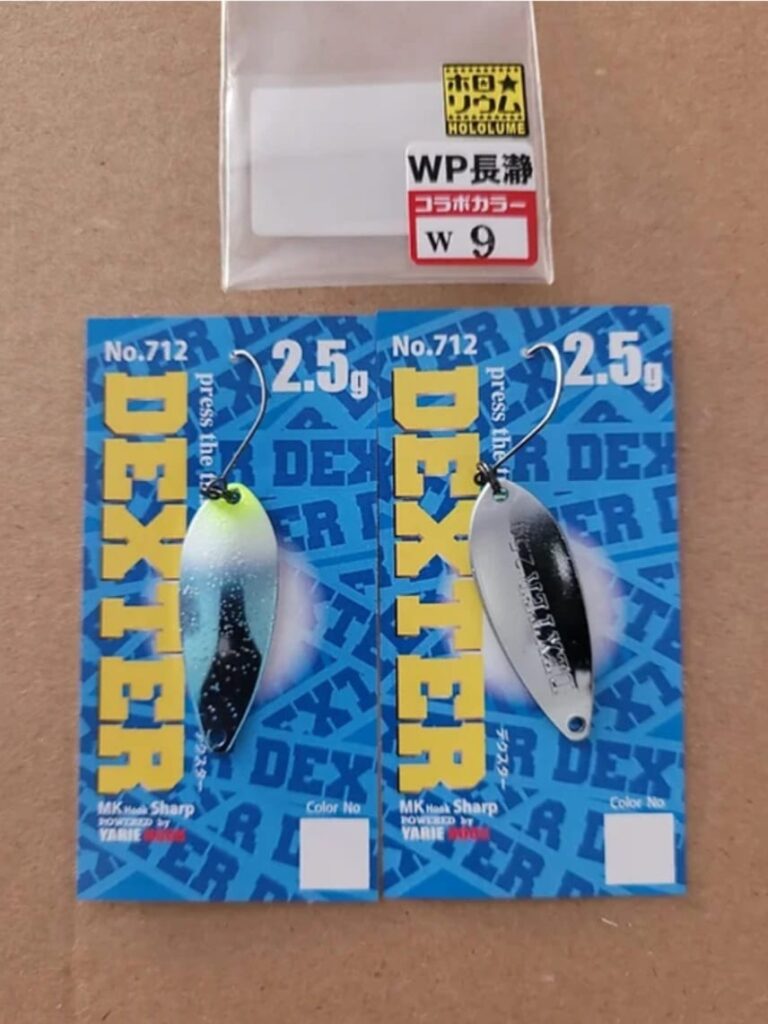 ホロ★
リウム
HOLOLUME
WP長瀞
コラボカラー
W 9
No.712
2.5g
press the
DEXTER
デクスター
MK Hook Sharp
POWERED by
YARIE
Color No
No.712
2.5g
press the
DEXTER
デクスター
MK Hook Sharp
POWERED by
YARIE
Color No
DEXTER